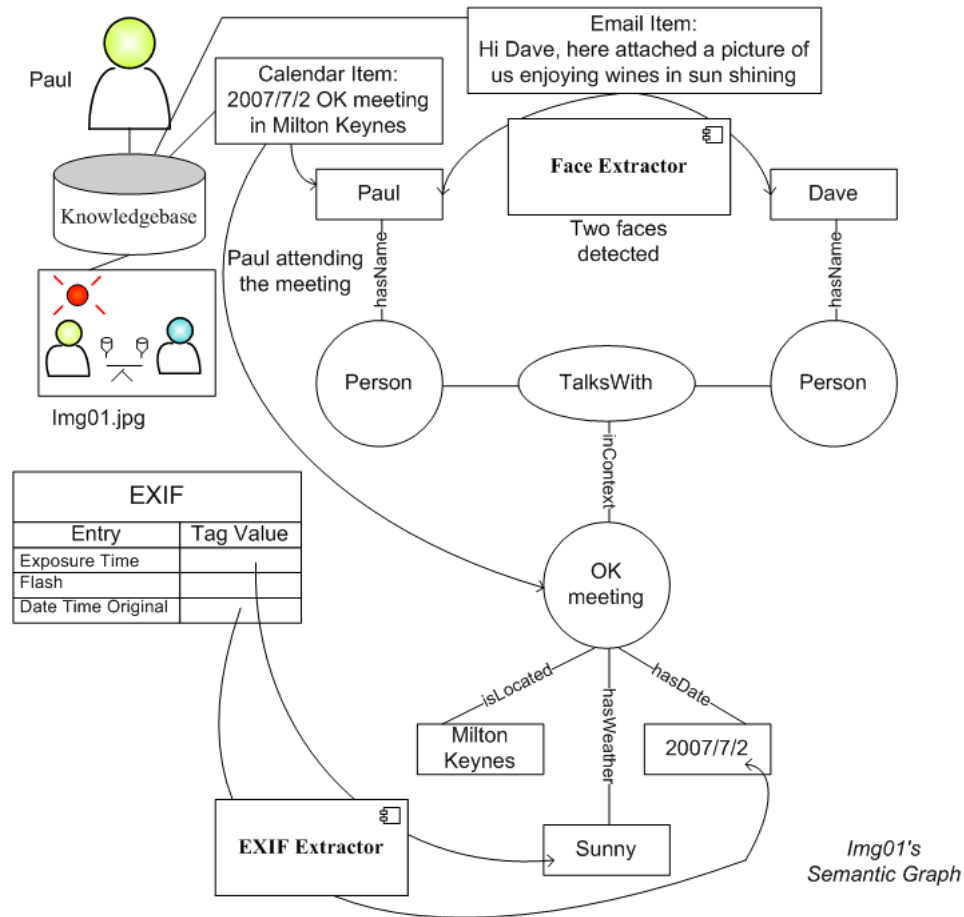 Paul
Calendar Item:
2007/7/2 OK meeting
in Milton Keynes
Email Item:
Hi Dave, here attached a picture of
us enjoying wines in sun shining
Knowledgebase
Paul
Face Extractor
Dave
Two faces
detected
Paul attending
the meeting
hasName
hasName
Img01.jpg
Person
TalksWith
Person
inContext
EXIF
Entry
Tag Value
Exposure Time
Flash
Date Time Original
OK
meeting
isLocated
hasWeather
hasDate
Milton
Keynes
2007/7/2
EXIF Extractor
Sunny
Img01's
Semantic Graph